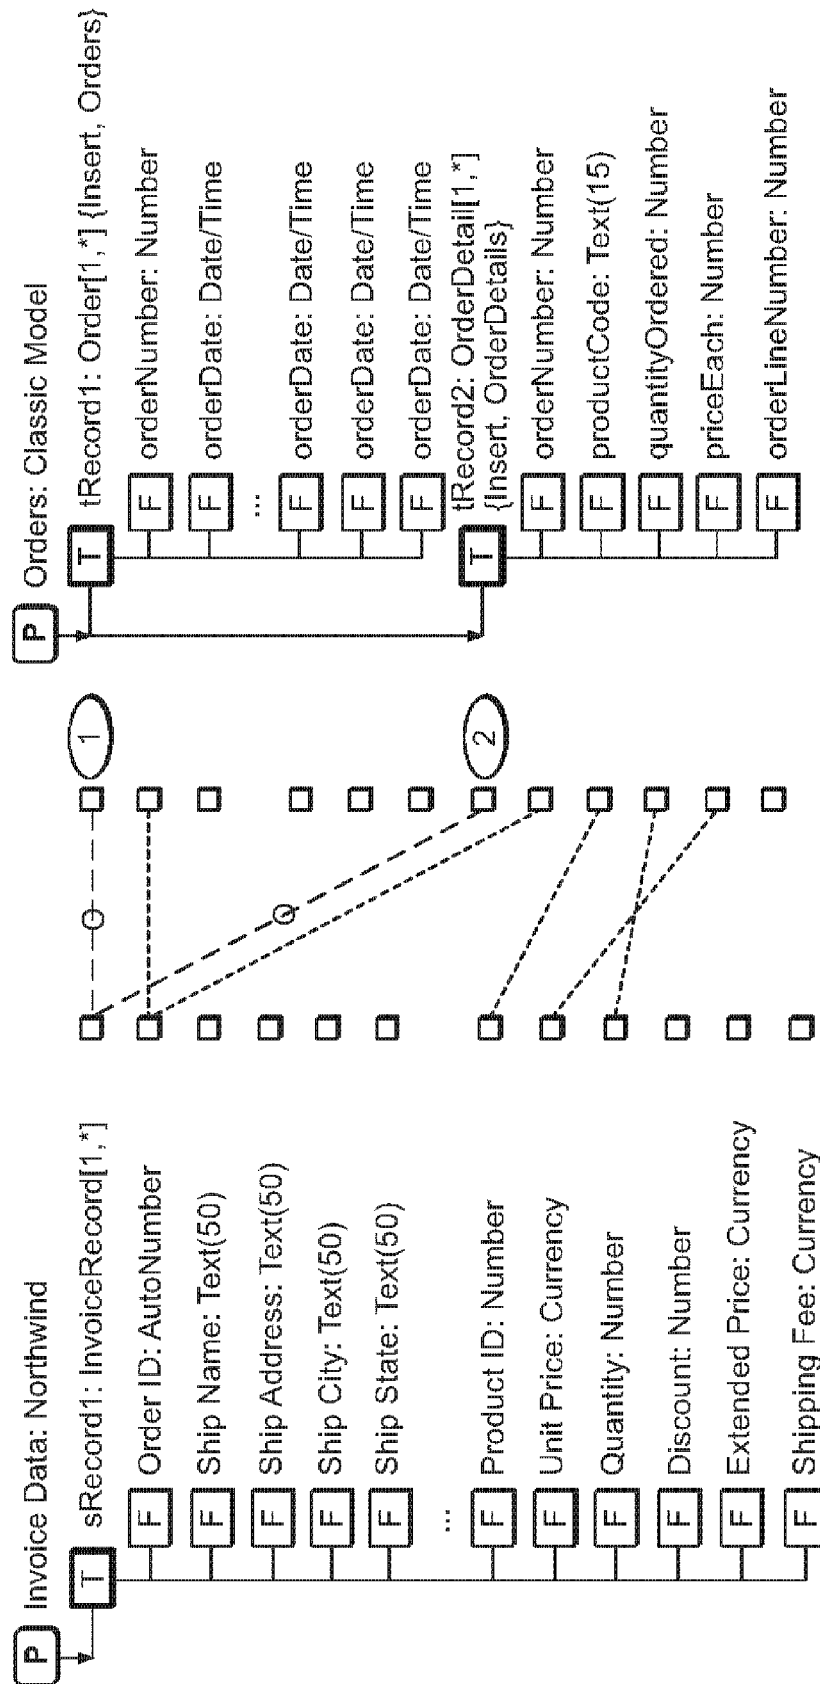 P Invoice Data: Northwind
T sRecord1: InvoiceRecord[1,*]
F Order ID: AutoNumber
F Ship Name: Text(50)
F Ship Address: Text(50)
F Ship City: Text(50)
F Ship State: Text(50)
...
F Product ID: Number
F Unit Price: Currency
F Quantity: Number
F Discount: Number
F Extended Price: Currency
F Shipping Fee: Currency
1
2
P Orders: Classic Model
T tRecord1: Order[1,*] {Insert, Orders}
F orderNumber: Number
F orderDate: Date/Time
...
F orderDate: Date/Time
F orderDate: Date/Time
F orderDate: Date/Time
T tRecord2: OrderDetail[1,*]
{Insert, OrderDetails}
F orderNumber: Number
F productCode: Text(15)
F quantityOrdered: Number
F priceEach: Number
F orderLineNumber: Number